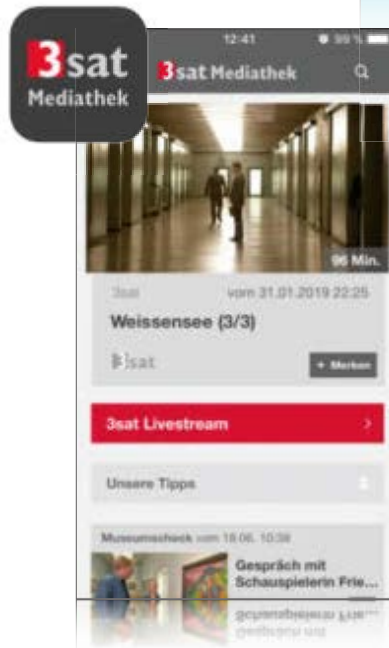 3sat
Mediathek
12:41
99 %
3sat Mediathek
96 Min.
3sat
vom 31.01.2019 22:25
Weissensee (3/3)
3sat
+ Merken
3sat Livestream
Unsere Tipps
Museumscheck vom 18.06. 10:38
Gespräch mit
Schauspielerin Frie...